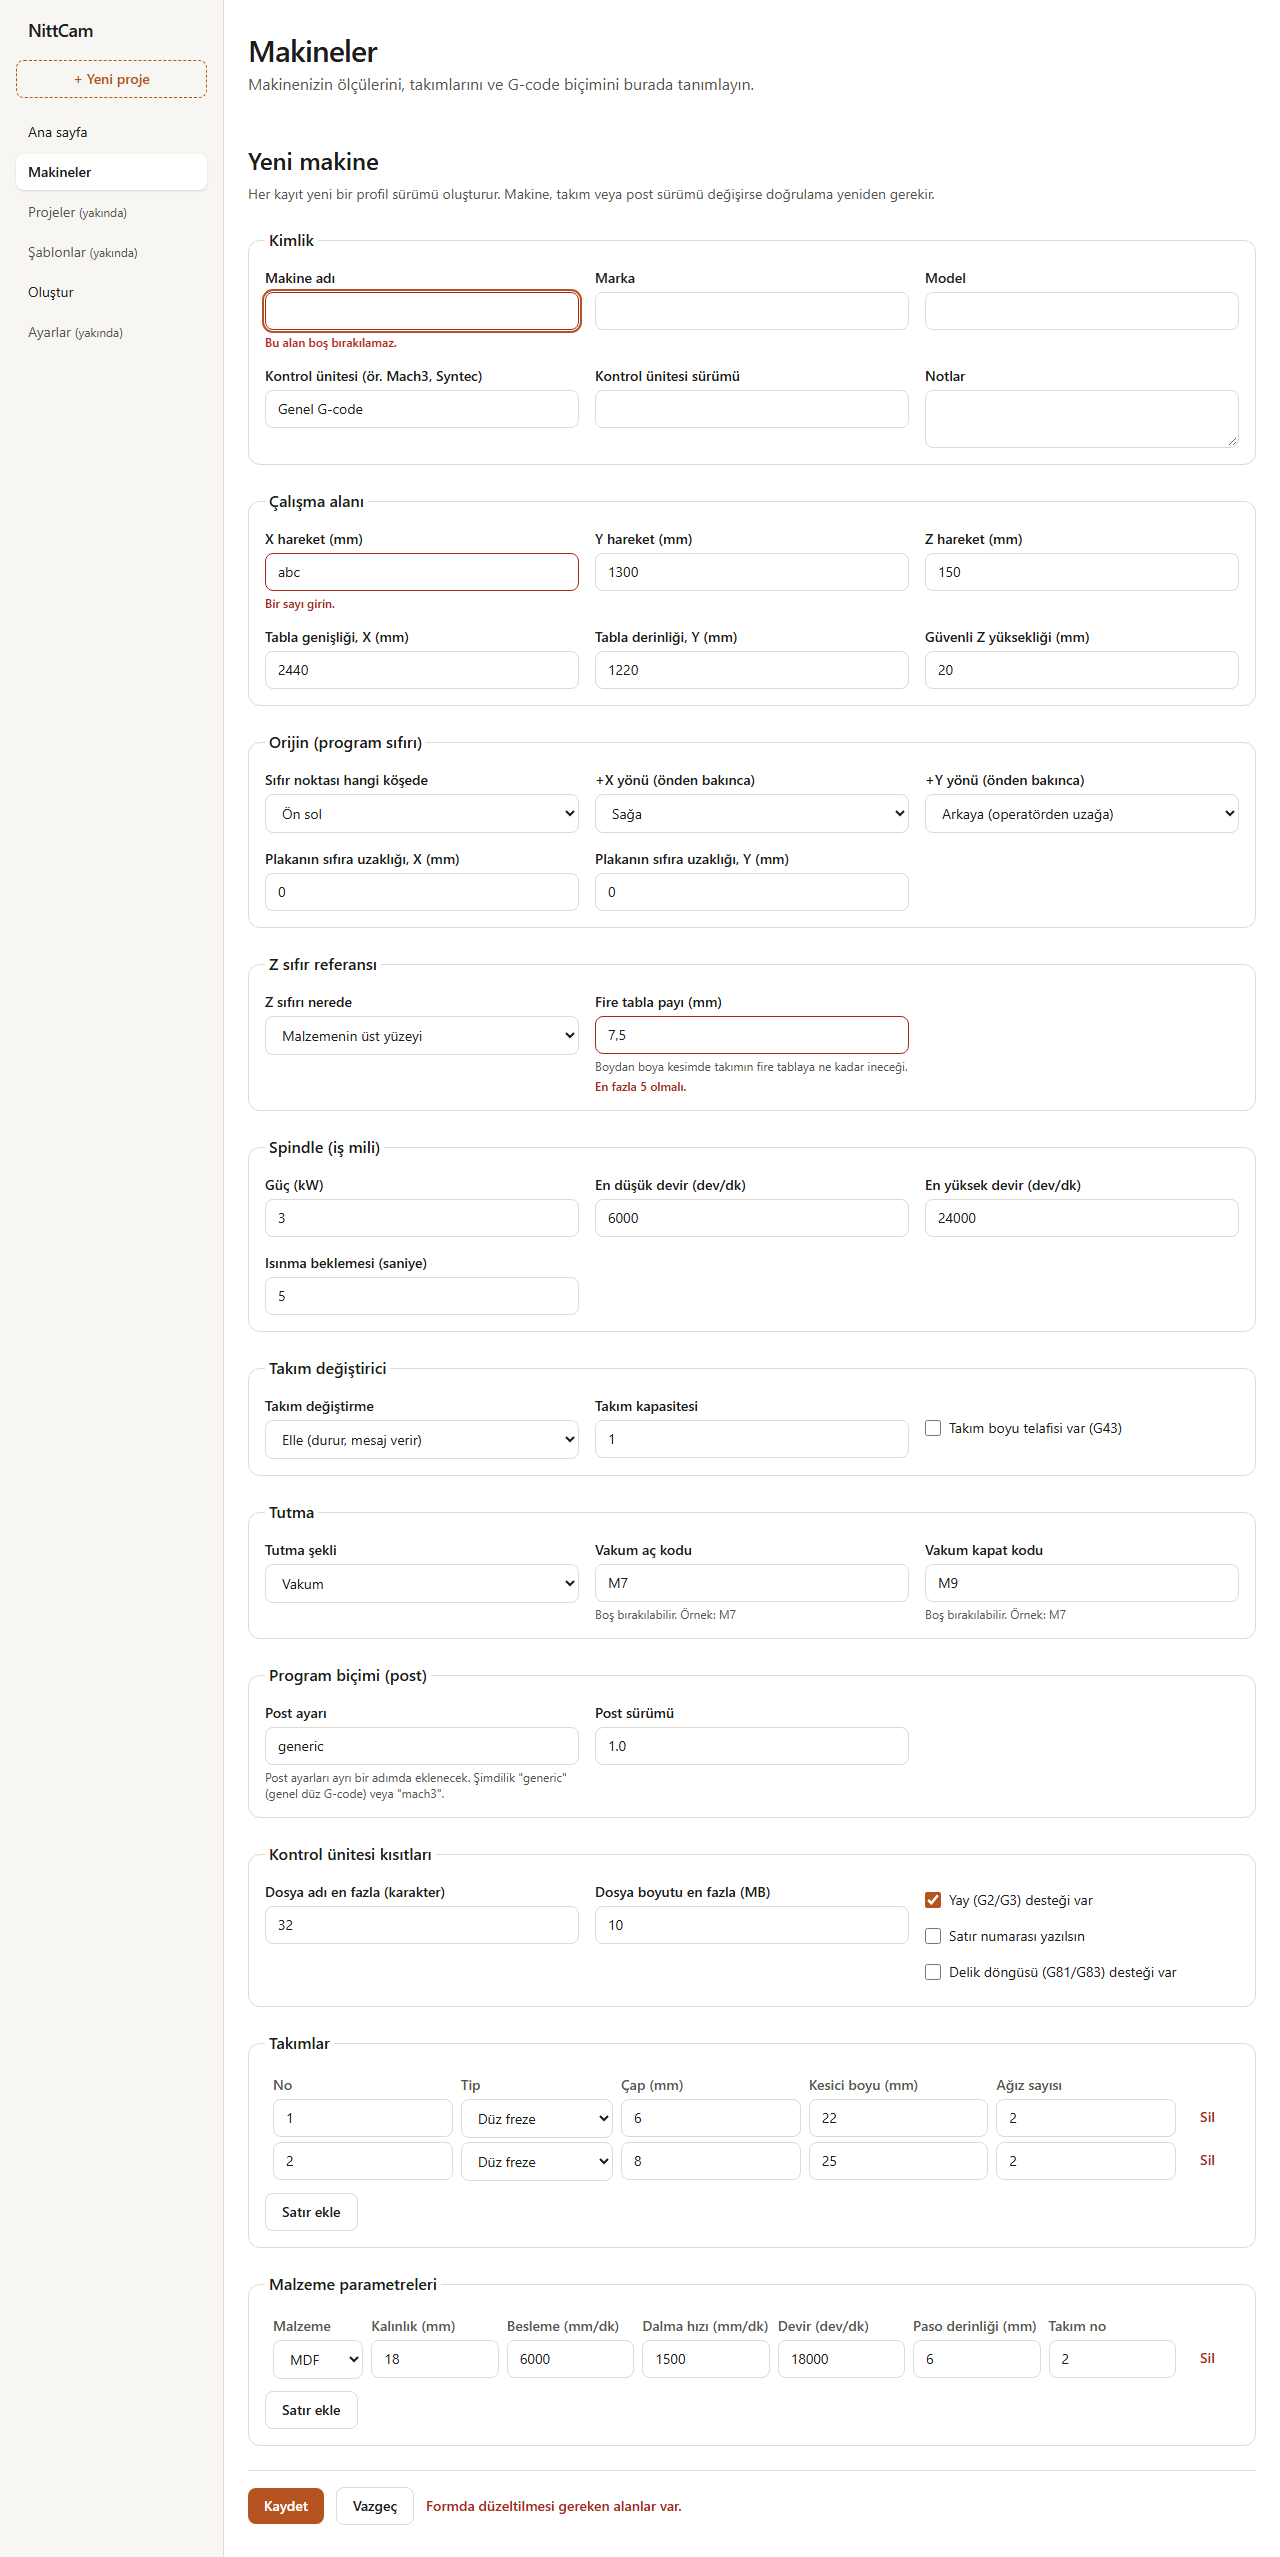 NittCam
+ Yeni proje
Ana sayfa
Makineler
Projeler (yakında)
Şablonlar (yakında)
Oluştur
Ayarlar (yakında)
Makineler
Makinenizin ölçülerini, takımlarını ve G-code biçimini burada tanımlayın.
Yeni makine
Her kayıt yeni bir profil sürümü oluşturur. Makine, takım veya post sürümü değişirse doğrulama yeniden gerekir.
Kimlik
Makine adı Marka Model
Bu alan boş bırakılamaz.
Kontrol ünitesi (ör. Mach3, Syntec) Kontrol ünitesi sürümü Notlar
Genel G-code
Çalışma alanı
X hareket (mm) Y hareket (mm) Z hareket (mm)
abc 1300 150
Bir sayı girin.
Tabla genişliği, X (mm) Tabla derinliği, Y (mm) Güvenli Z yüksekliği (mm)
2440 1220 20
Orijin (program sıfırı)
Sıfır noktası hangi köşede +X yönü (önden bakınca) +Y yönü (önden bakınca)
Ön sol Sağa Arkaya (operatörden uzağa)
Plakanın sıfıra uzaklığı, X (mm) Plakanın sıfıra uzaklığı, Y (mm)
0 0
Z sıfır referansı
Z sıfırı nerede Fire tabla payı (mm)
Malzemenin üst yüzeyi 7,5
Boydan boya kesimde takımın fire tablaya ne kadar ineceği.
En fazla 5 olmalı.
Spindle (iş mili)
Güç (kW) En düşük devir (dev/dk) En yüksek devir (dev/dk)
3 6000 24000
Isınma beklemesi (saniye)
5
Takım değiştirici
Takım değiştirme Takım kapasitesi
Elle (durur, mesaj verir) 1 Takım boyu telafisi var (G43)
Tutma
Tutma şekli Vakum aç kodu Vakum kapat kodu
Vakum M7 M9
Boş bırakılabilir. Örnek: M7 Boş bırakılabilir. Örnek: M7
Program biçimi (post)
Post ayarı Post sürümü
generic 1.0
Post ayarları ayrı bir adımda eklenecek. Şimdilik "generic"
(genel düz G-code) veya "mach3".
Kontrol ünitesi kısıtları
Dosya adı en fazla (karakter) Dosya boyutu en fazla (MB)
32 10
Yay (G2/G3) desteği var
Satır numarası yazılsın
Delik döngüsü (G81/G83) desteği var
Takımlar
No Tip Çap (mm) Kesici boyu (mm) Ağız sayısı
1 Düz freze 6 22 2 Sil
2 Düz freze 8 25 2 Sil
Satır ekle
Malzeme parametreleri
Malzeme Kalınlık (mm) Besleme (mm/dk) Dalma hızı (mm/dk) Devir (dev/dk) Paso derinliği (mm) Takım no
MDF 18 6000 1500 18000 6 2 Sil
Satır ekle
Kaydet Vazgeç Formda düzeltilmesi gereken alanlar var.